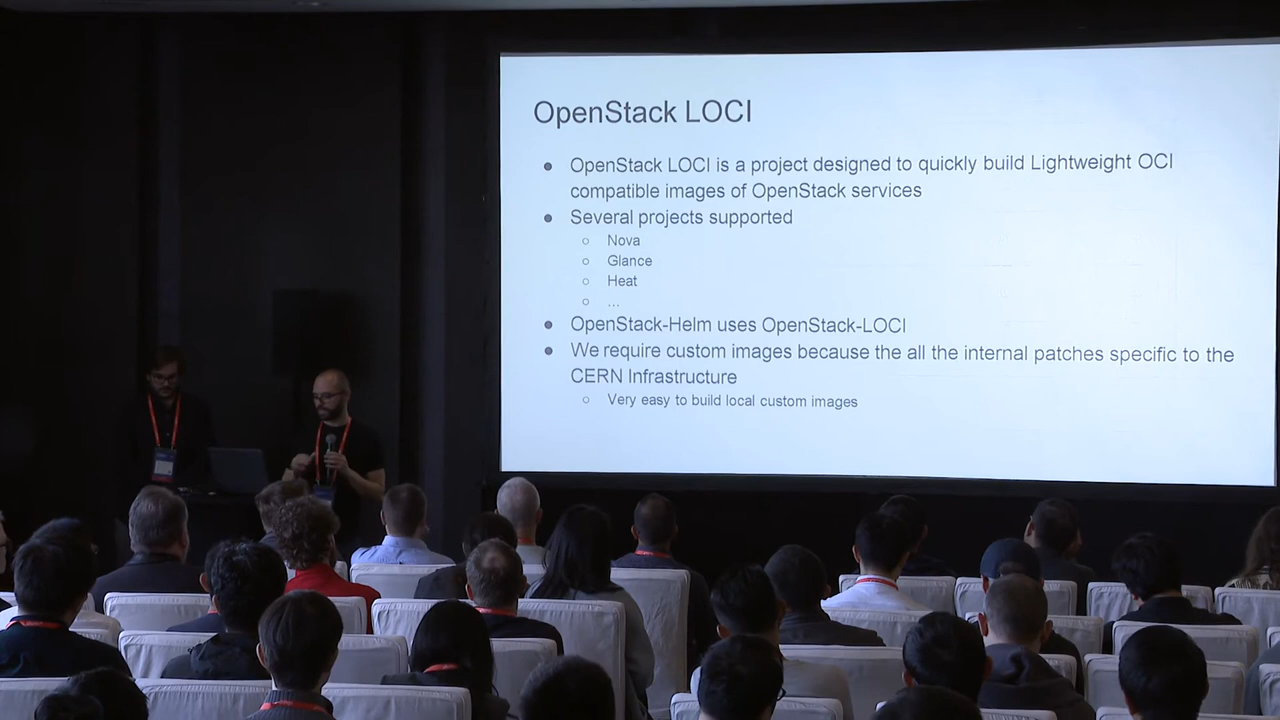 OpenStack LOCI
● OpenStack LOCI is a project designed to quickly build Lightweight OCI
compatible images of OpenStack services
● Several projects supported
○ Nova
○ Glance
○ Heat
○ ...
● OpenStack-Helm uses OpenStack-LOCI
● We require custom images because the all the internal patches specific to the
CERN Infrastructure
○ Very easy to build local custom images